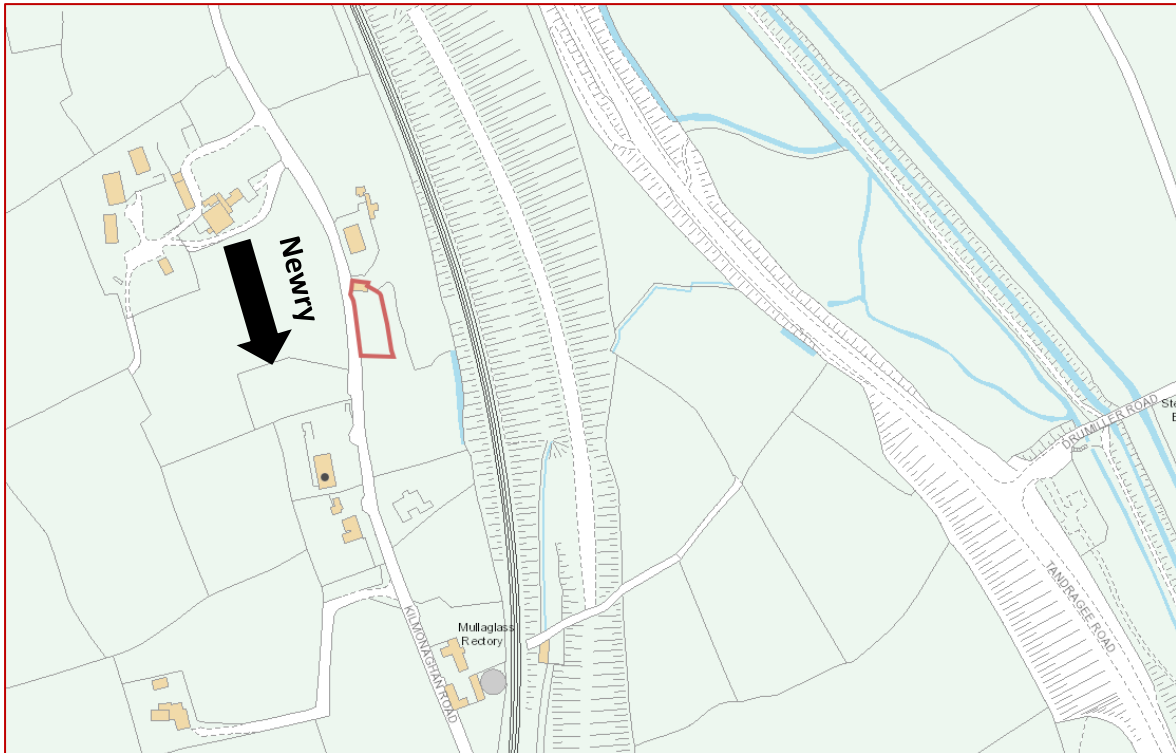 Newry
DRUMILLER ROAD
KILMONAGHAN ROAD
Mullaglass
Rectory
TANDRAGEE ROAD